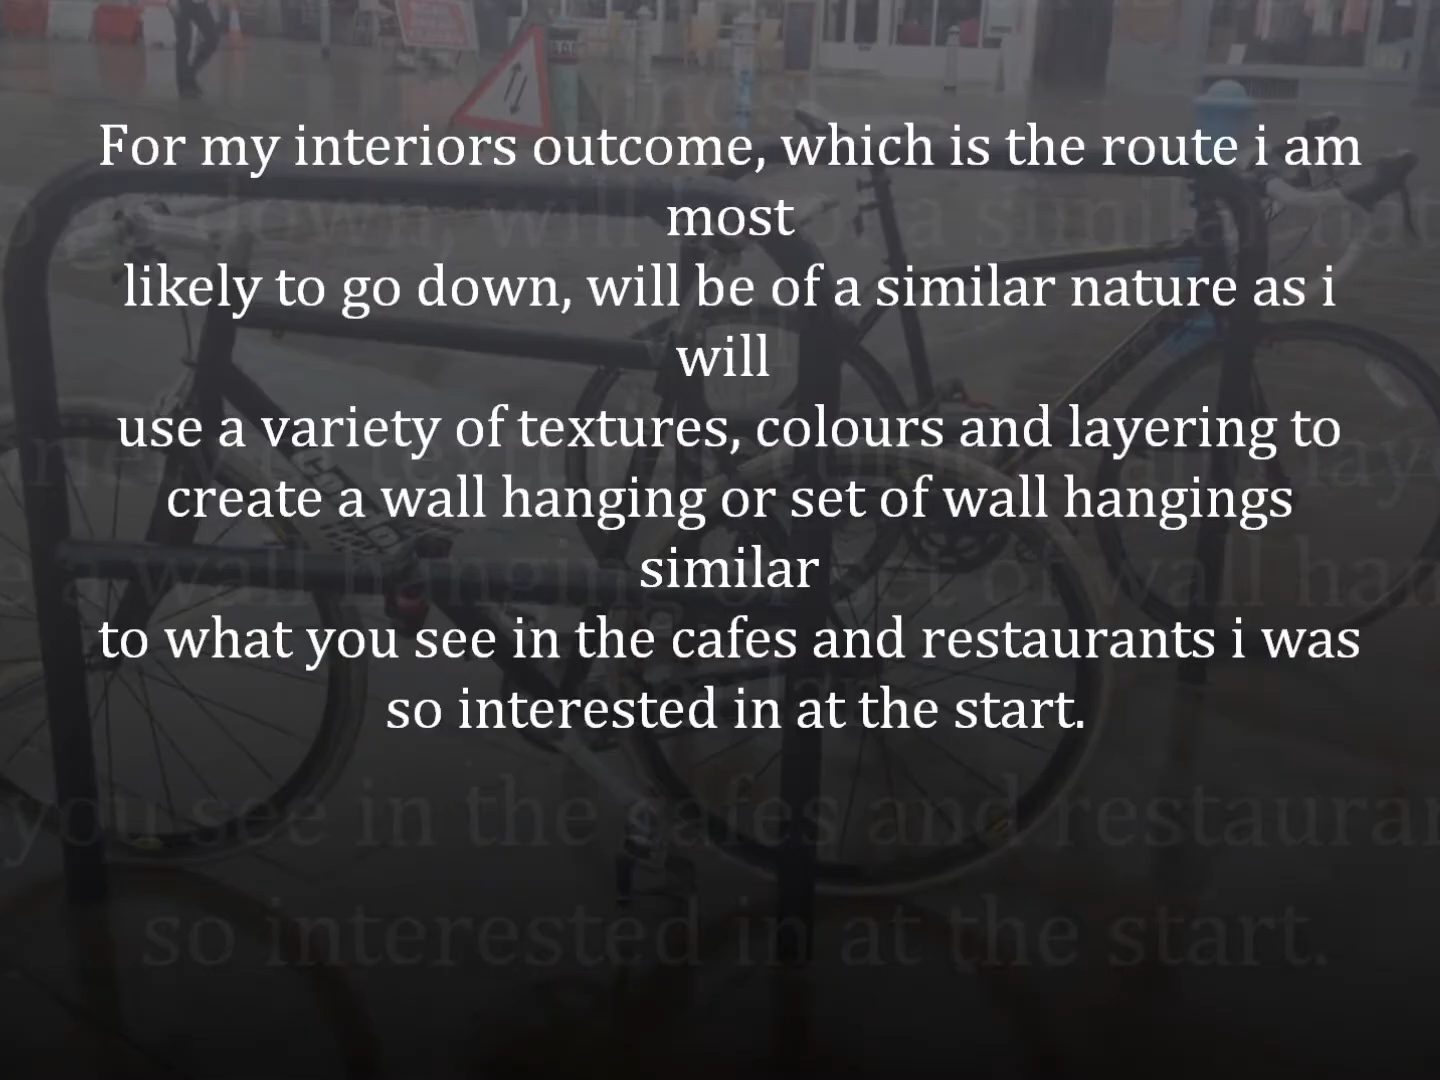 For my interiors outcome, which is the route i am
most
likely to go down, will be of a similar nature as i
will
use a variety of textures, colours and layering to
create a wall hanging or set of wall hangings
similar
to what you see in the cafes and restaurants i was
so interested in at the start.